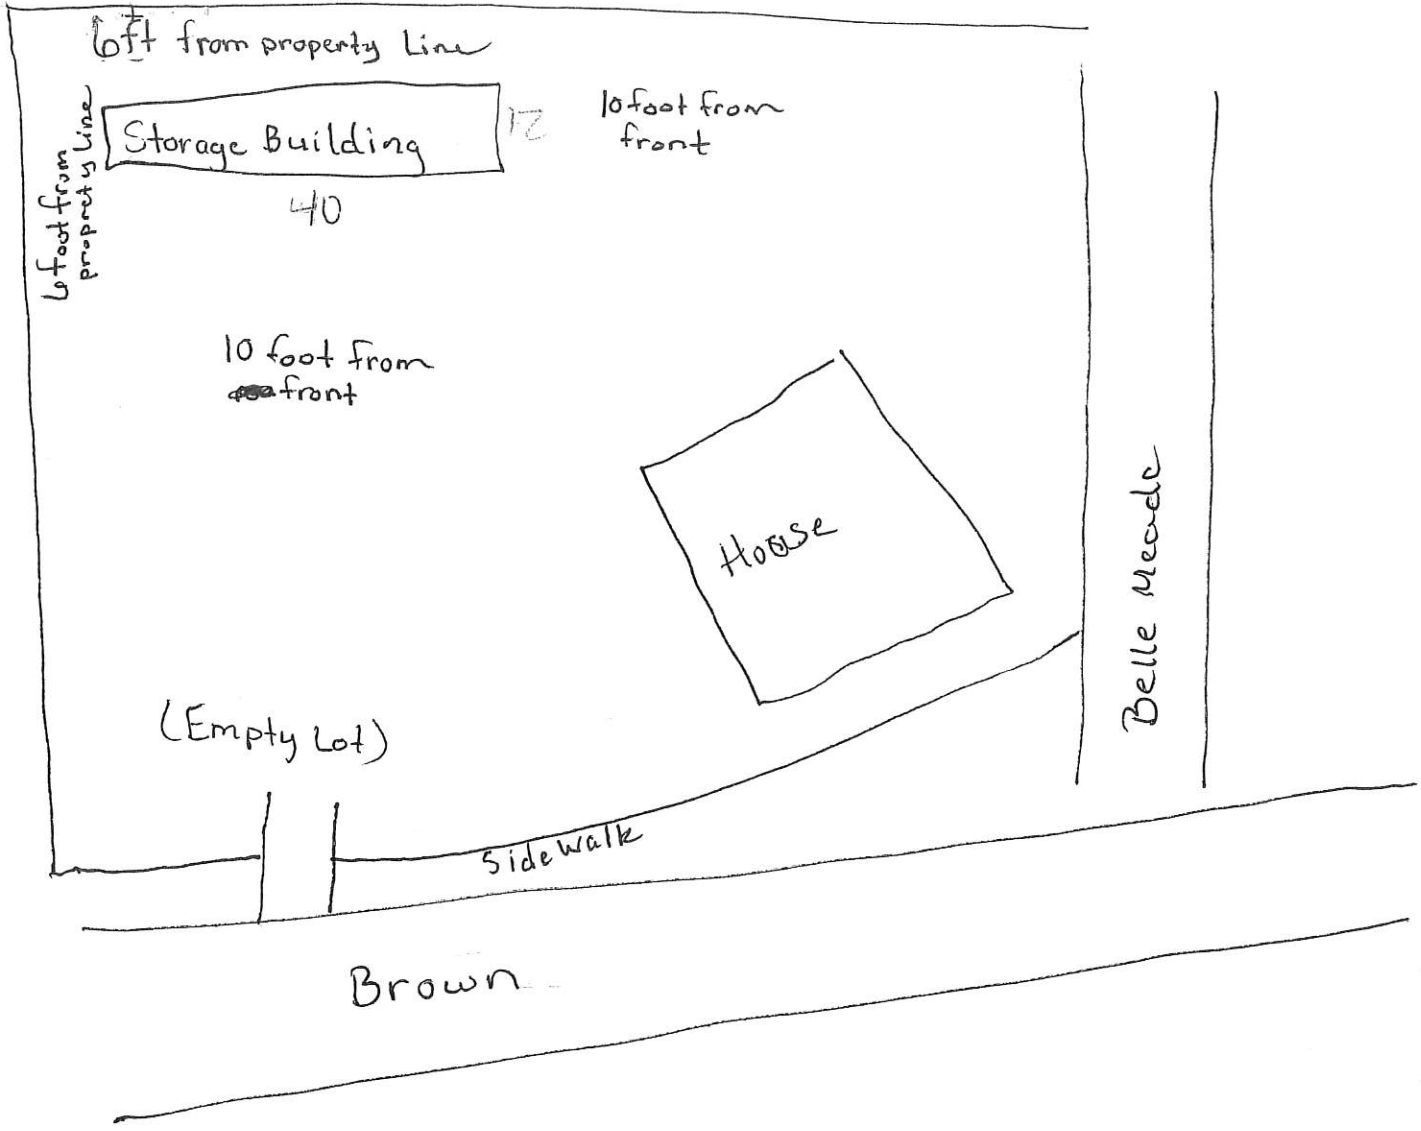 6ft from property Line
6 foot from
proprety line
Storage Building
12
40
10 foot from
front
10 foot from
front
House
Belle Meade
(Empty Lot)
Sidewalk
Brown